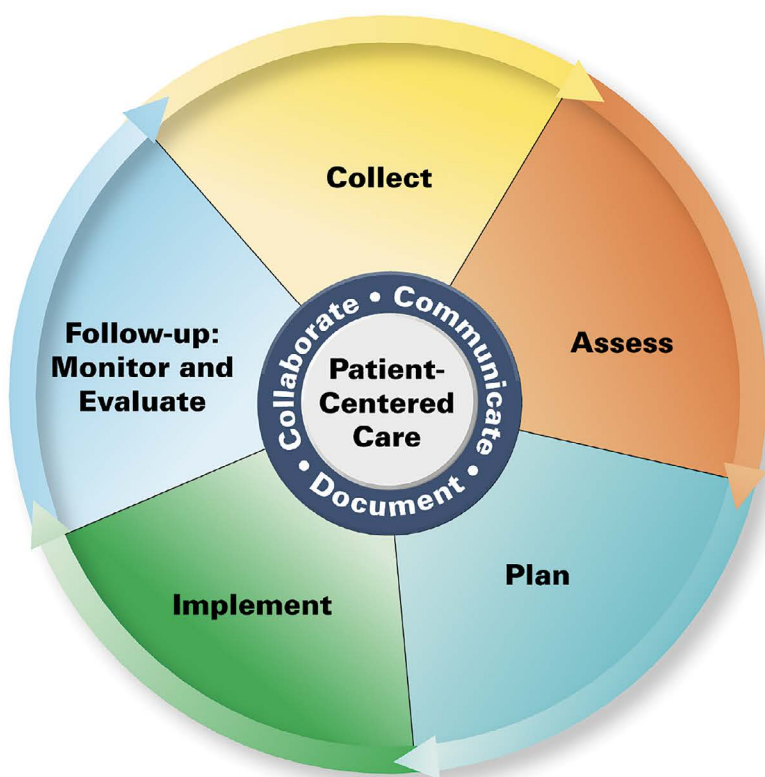 Collect
Assess
Plan
Implement
Follow-up:
Monitor and
Evaluate
Collaborate • Communicate • Document •
Patient-
Centered
Care